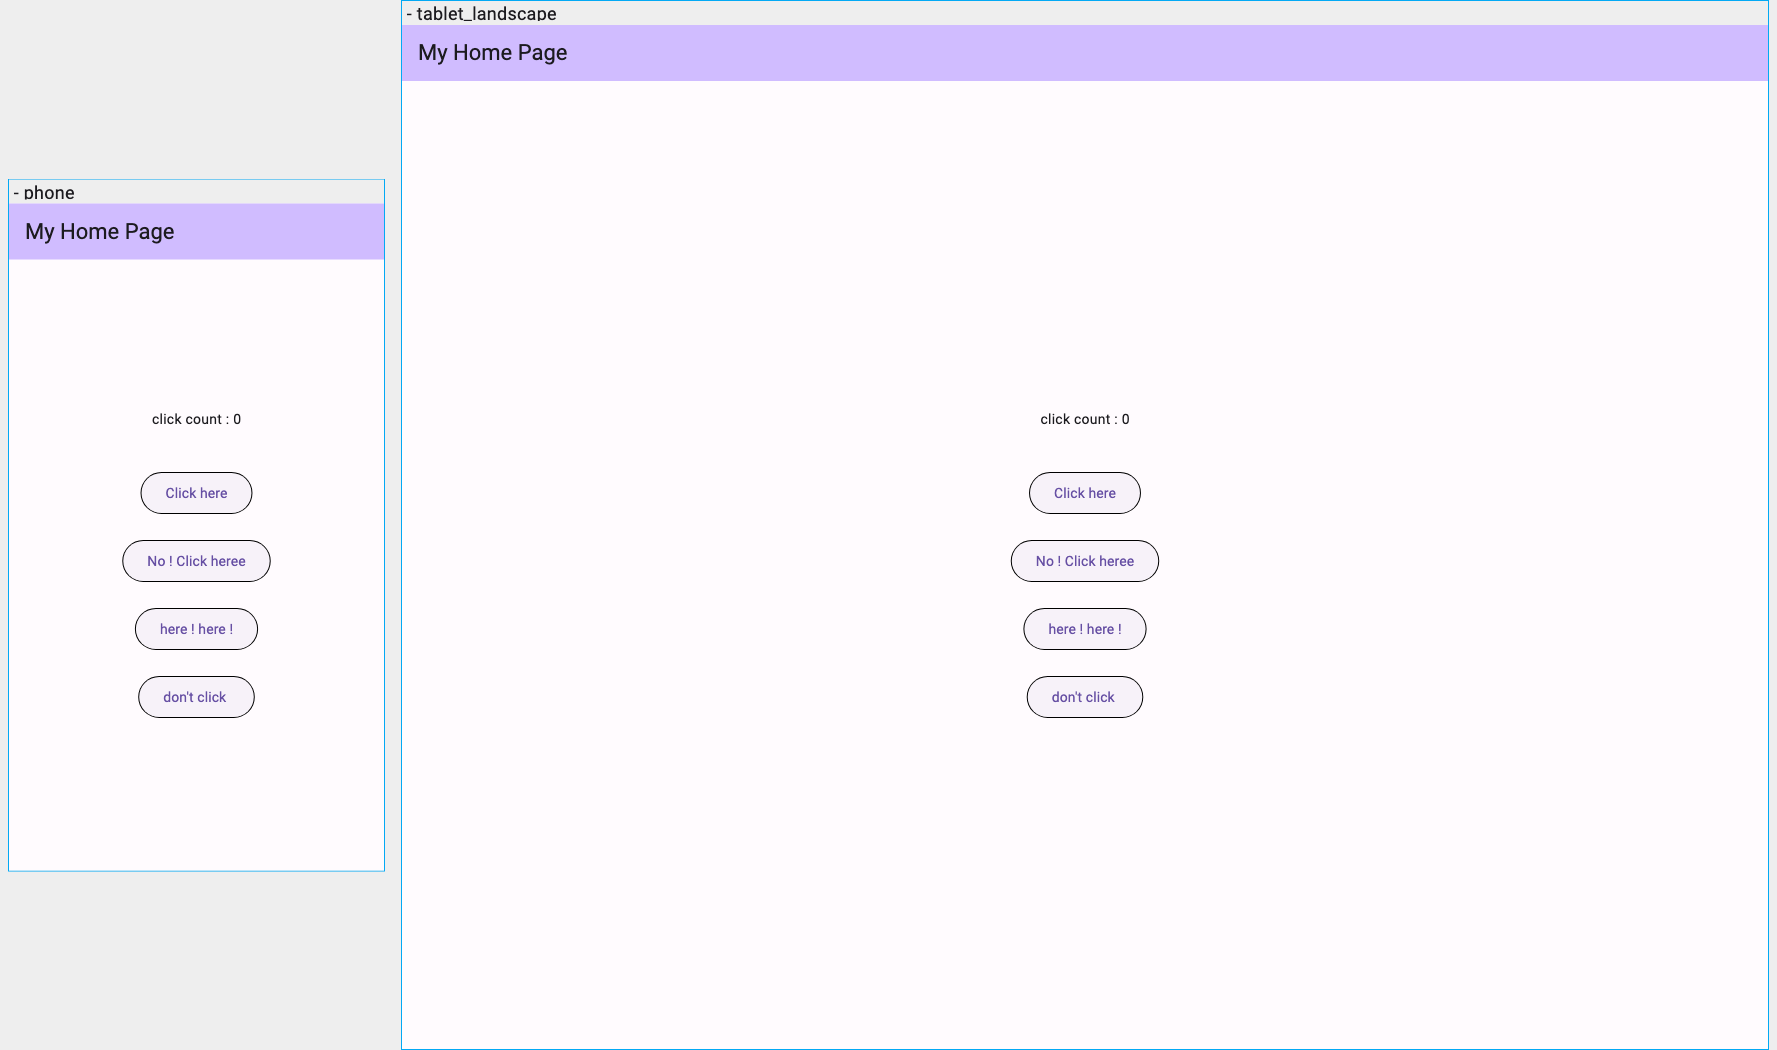 - phone
My Home Page
click count : 0
Click here
No ! Click heree
here ! here !
don't click
- tablet_landscape
My Home Page
click count : 0
Click here
No ! Click heree
here ! here !
don't click